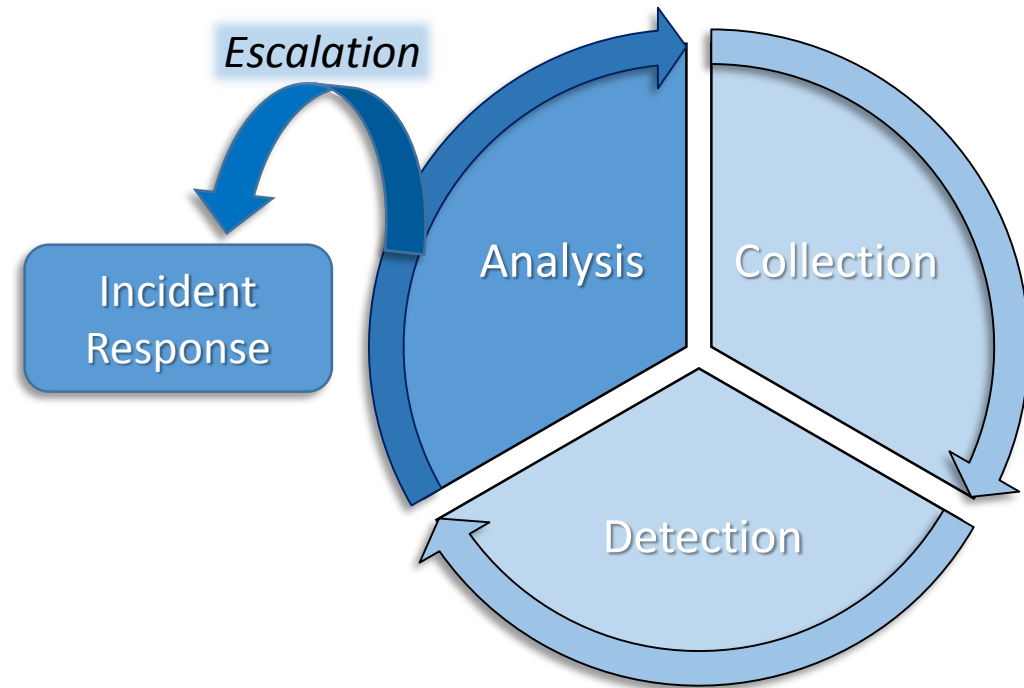 Escalation
Analysis
Collection
Incident
Response
Detection